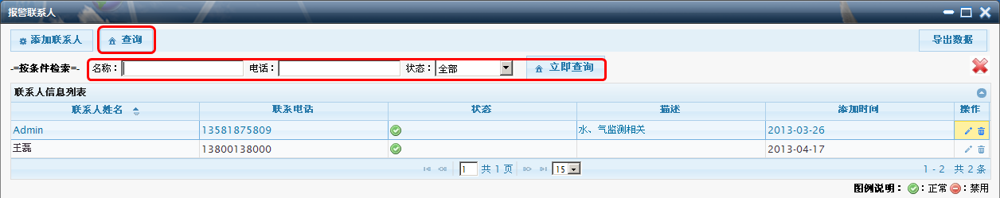 报警联系人
添加联系人 查询 导出数据
-=按条件检索=- 名称： 电话： 状态： 全部 立即查询
联系人信息列表
联系人姓名 联系电话 状态 描述 添加时间 操作
Admin 13581875809 水、气监测相关 2013-03-26
王磊 13800138000 2013-04-17
1 共 1 页 15 1 - 2 共 2 条
图例说明： ：正常 ：禁用